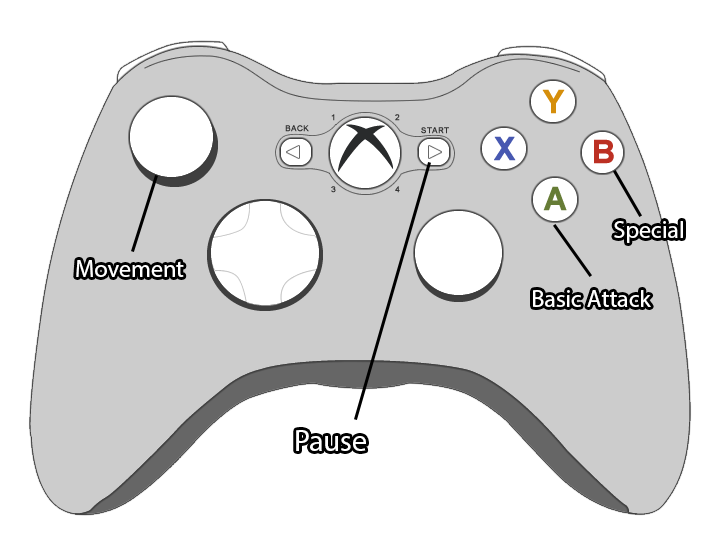 Y
1 2
BACK START
X B
3 4
A
Special
Movement
Basic Attack
Pause